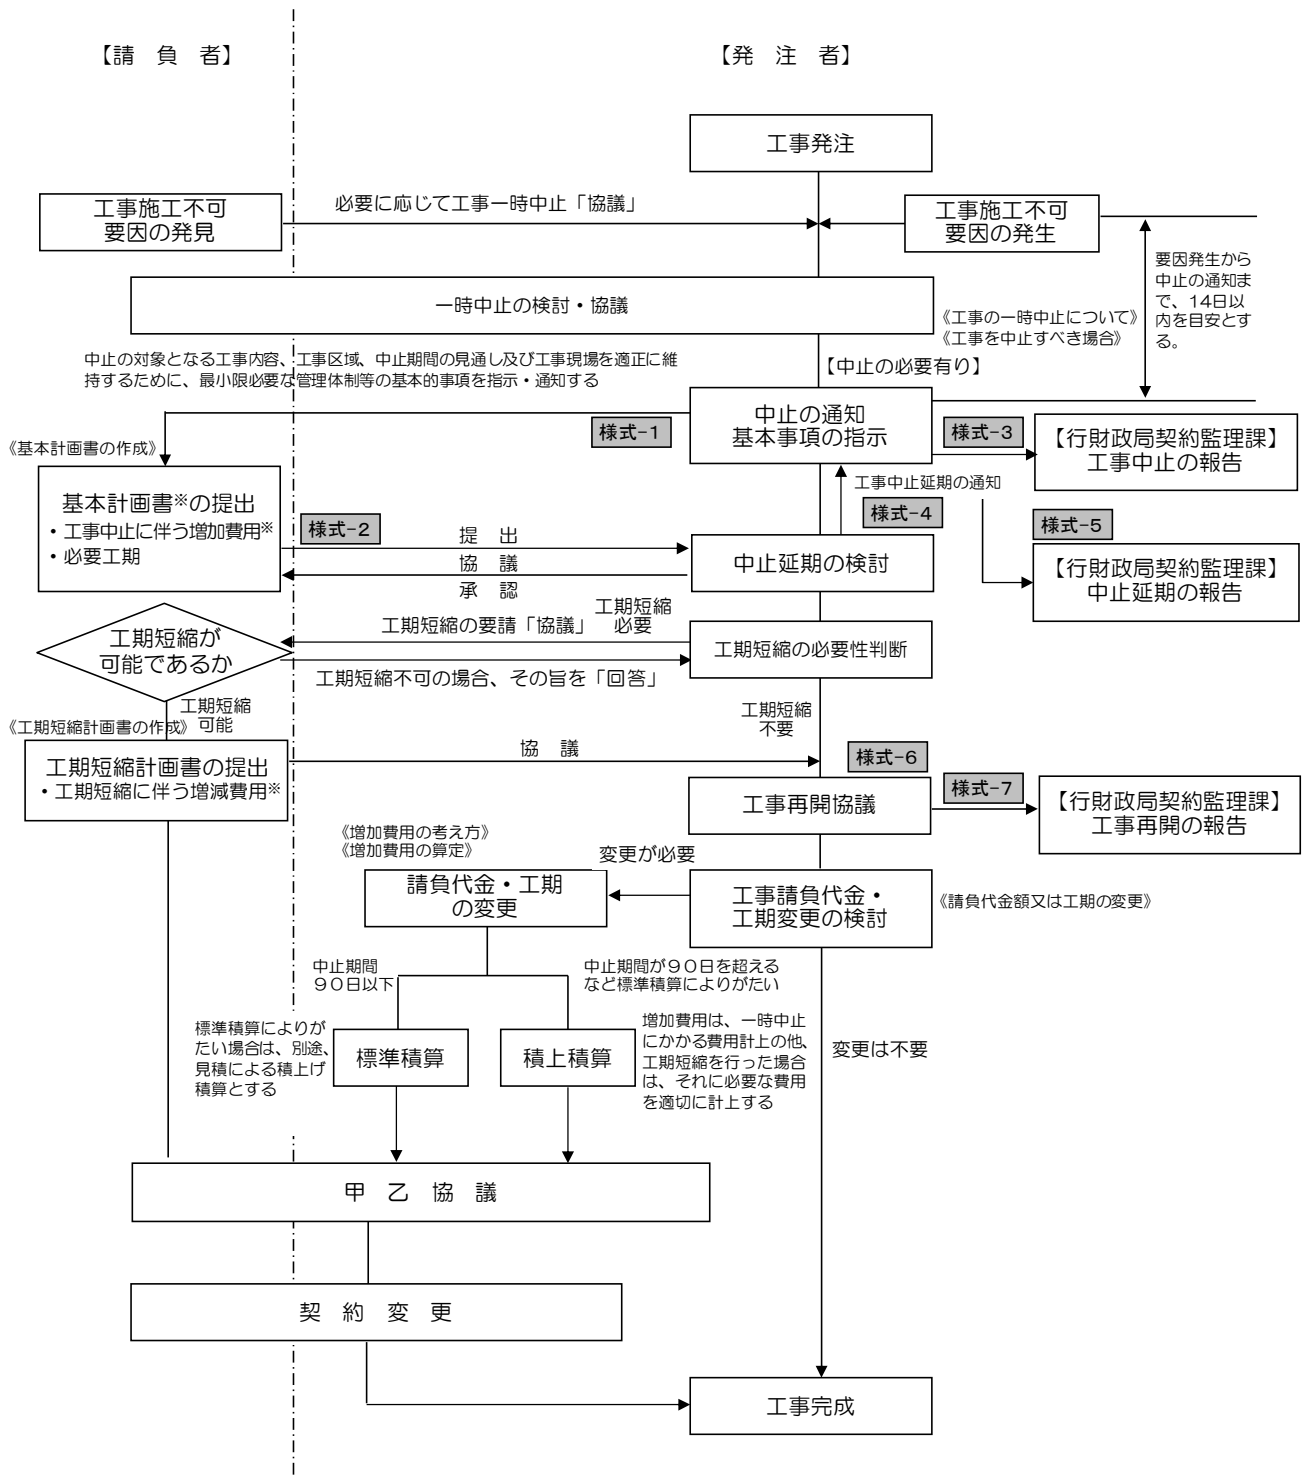 【請　負　者】
【発　注　者】
工事発注
工事施工不可
要因の発見
必要に応じて工事一時中止「協議」
工事施工不可
要因の発生
要因発生から
中止の通知ま
で、14日以
内を目安とす
る。
一時中止の検討・協議
《工事の一時中止について》
《工事を中止すべき場合》
中止の対象となる工事内容、工事区域、中止期間の見通し及び工事現場を適正に維
持するために、最小限必要な管理体制等の基本的事項を指示・通知する
【中止の必要有り】
中止の通知
基本事項の指示
様式-1
様式-3
【行財政局契約監理課】
工事中止の報告
《基本計画書の作成》
基本計画書※の提出
・工事中止に伴う増加費用※
・必要工期
様式-2
提　出
協　議
承　認
工事中止延期の通知
様式-4
様式-5
中止延期の検討
【行財政局契約監理課】
中止延期の報告
工期短縮が
可能であるか
工期短縮の要請「協議」
工期短縮
必要
工期短縮の必要性判断
工期短縮不可の場合、その旨を「回答」
工期短縮
可能
工期短縮
不要
《工期短縮計画書の作成》
工期短縮計画書の提出
・工期短縮に伴う増減費用※
協　議
様式-6
工事再開協議
様式-7
【行財政局契約監理課】
工事再開の報告
《増加費用の考え方》
《増加費用の算定》
変更が必要
請負代金・工期
の変更
工事請負代金・
工期変更の検討
《請負代金額又は工期の変更》
中止期間
９０日以下
中止期間が９０日を超える
など標準積算によりがたい
標準積算によりが
たい場合は、別途、
見積による積上げ
積算とする
標準積算
積上積算
増加費用は、一時中止
にかかる費用計上の他、
工期短縮を行った場合
は、それに必要な費用
を適切に計上する
変更は不要
甲　乙　協　議
契　約　変　更
工事完成